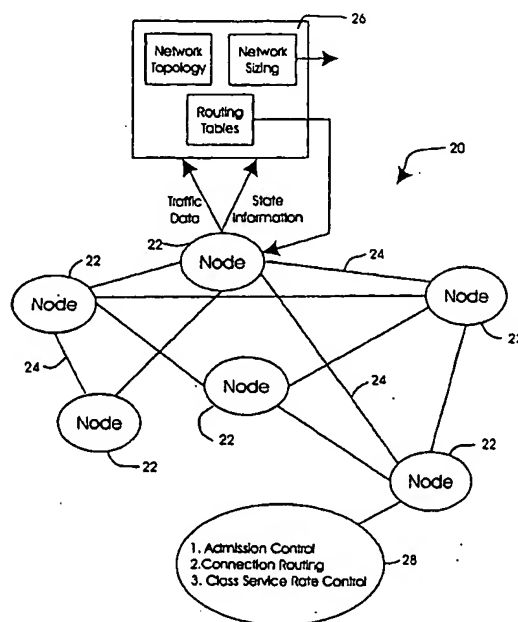 26
Network
Topology
Network
Sizing
Routing
Tables
20
Traffic
Data
State
Information
22
Node
22
Node
24
Node
22
24
Node
22
24
Node
22
Node
22
Node
22
1. Admission Control
2.Connection Routing
3. Class Service Rate Control
28